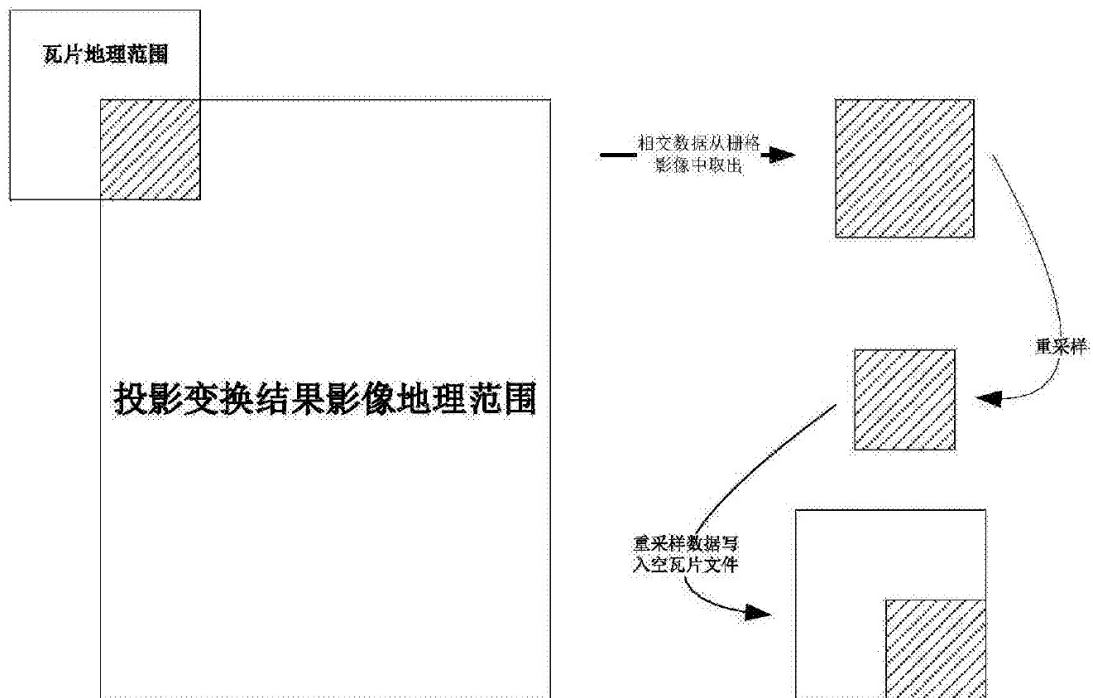 瓦片地理范围
相交数据从栅格
影像中取出
重采样
投影变换结果影像地理范围
重采样数据写
入空瓦片文件